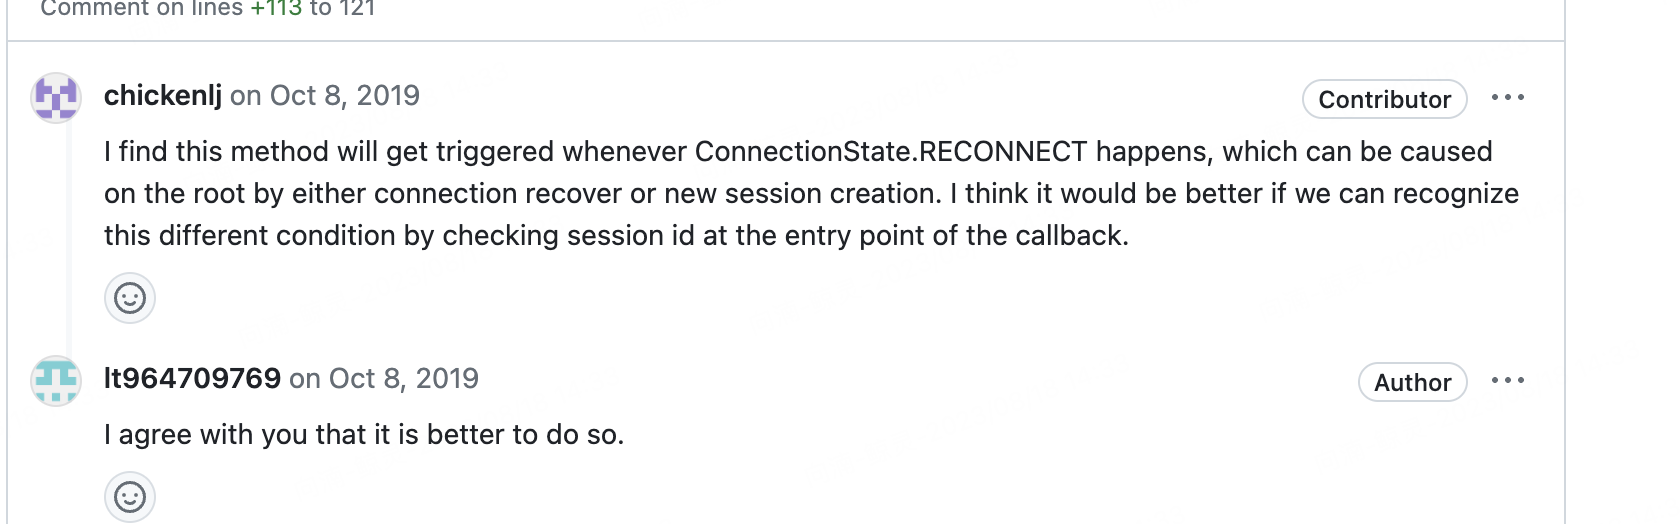 Comment on lines +113 to 121
chickenlj on Oct 8, 2019
Contributor
I find this method will get triggered whenever ConnectionState.RECONNECT happens, which can be caused
on the root by either connection recover or new session creation. I think it would be better if we can recognize
this different condition by checking session id at the entry point of the callback.
lt964709769 on Oct 8, 2019
Author
I agree with you that it is better to do so.